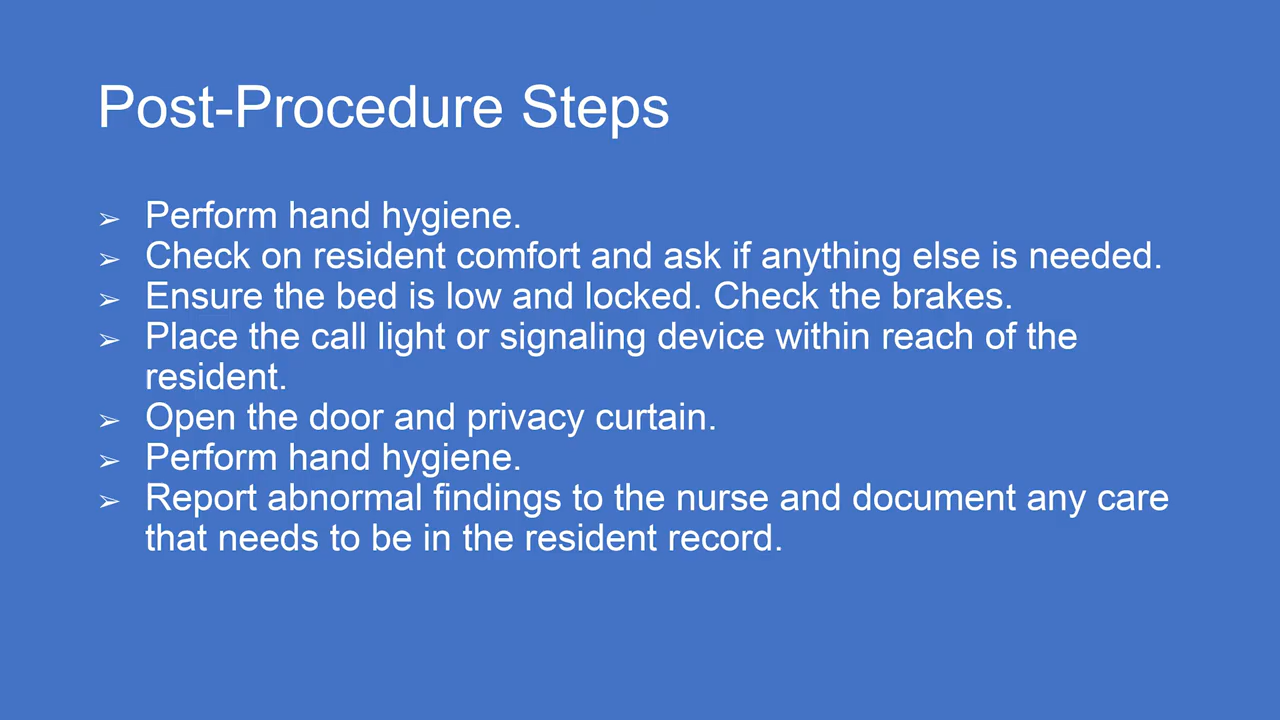 Post-Procedure Steps
➢ Perform hand hygiene.
➢ Check on resident comfort and ask if anything else is needed.
➢ Ensure the bed is low and locked. Check the brakes.
➢ Place the call light or signaling device within reach of the
resident.
➢ Open the door and privacy curtain.
➢ Perform hand hygiene.
➢ Report abnormal findings to the nurse and document any care
that needs to be in the resident record.